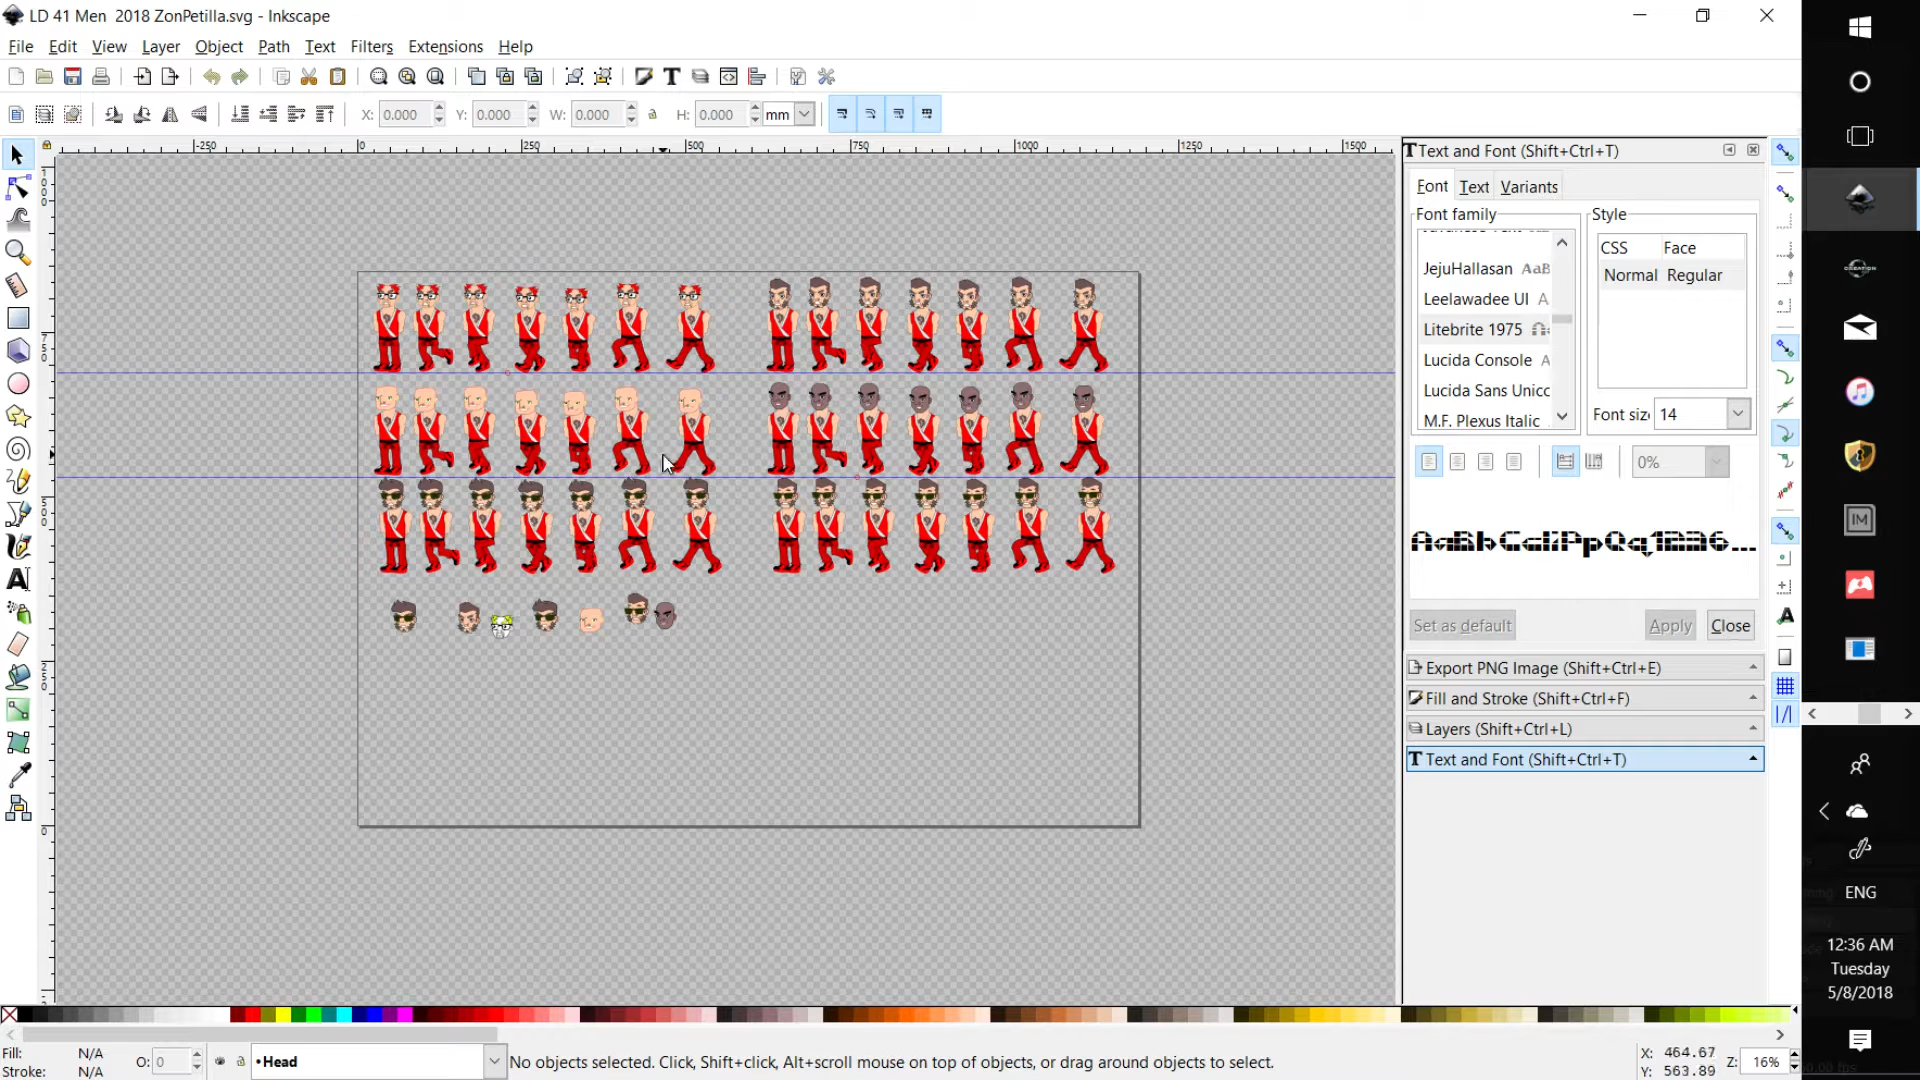 LD 41 Men  2018 ZonPetilla.svg - Inkscape
File Edit View Layer Object Path Text Filters Extensions Help
X: 0.000 Y: 0.000 W: 0.000 H: 0.000 mm
-250 0 250 500 750 1000 1250 1500
Text and Font (Shift+Ctrl+T)
Font Text Variants
Font family
Style
CSS Face
Normal Regular
JejuHallasan AaB
Leelawadee UI A
Litebrite 1975
Lucida Console A
Lucida Sans Unicc
M.F. Plexus Italic
Font size 14
0%
AaBbCcIiPpQq1236...
Set as default Apply Close
Export PNG Image (Shift+Ctrl+E)
Fill and Stroke (Shift+Ctrl+F)
Layers (Shift+Ctrl+L)
Text and Font (Shift+Ctrl+T)
IM
ENG
12:36 AM
Tuesday
5/8/2018
Fill: N/A
Stroke: N/A
O: 0
•Head
No objects selected. Click, Shift+click, Alt+scroll mouse on top of objects, or drag around objects to select.
X: 464.67
Y: 563.89
Z: 16%